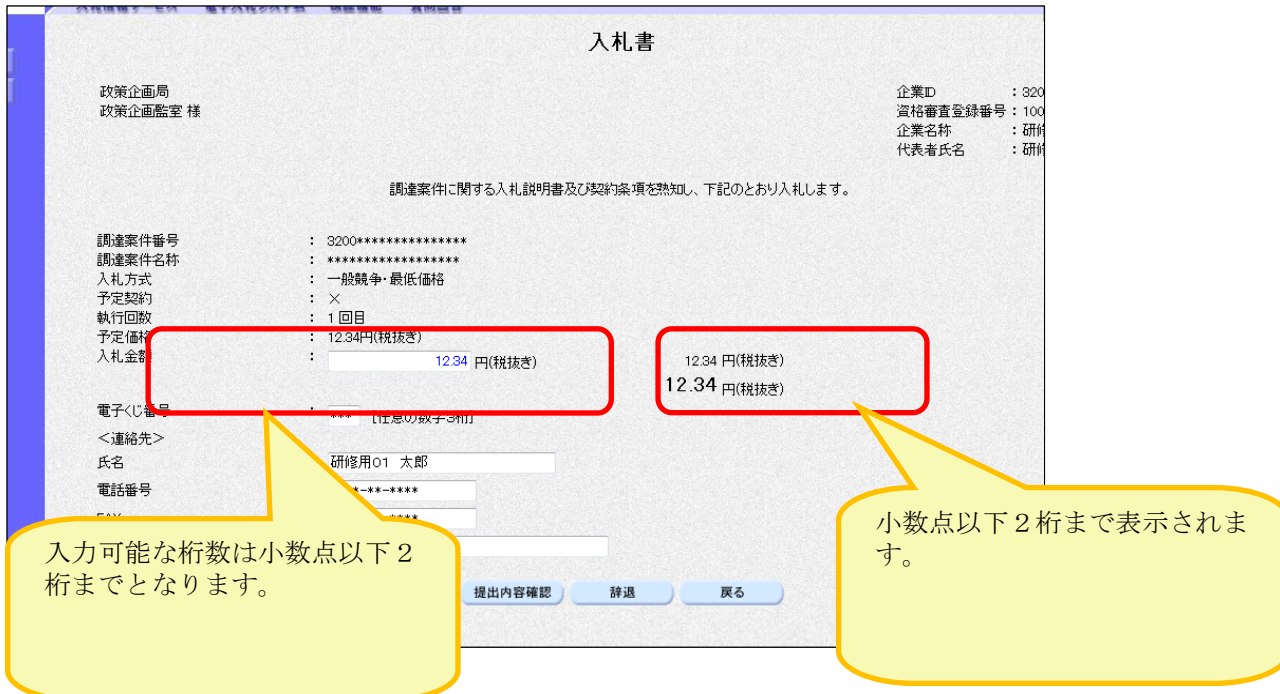 入札書
政策企画局
政策企画監室 様
企業ID : 320
資格審査登録番号 : 100
企業名称 : 研修
代表者氏名 : 研修
調達案件に関する入札説明書及び契約条項を熟知し、下記のとおり入札します。
調達案件番号 : 3200***************
調達案件名称 : ******************
入札方式 : 一般競争・最低価格
予定契約 : ×
執行回数 : 1 回目
予定価格 : 12.34円(税抜き)
入札金額 : 12.34 円(税抜き) 12.34 円(税抜き)
12.34 円(税抜き)
電子くじ番号 : *** [任意の数字3桁]
<連絡先>
氏名 研修用01 太郎
電話番号 *-**-****
入力可能な桁数は小数点以下２
桁までとなります。
小数点以下２桁まで表示されま
す。
提出内容確認 辞退 戻る